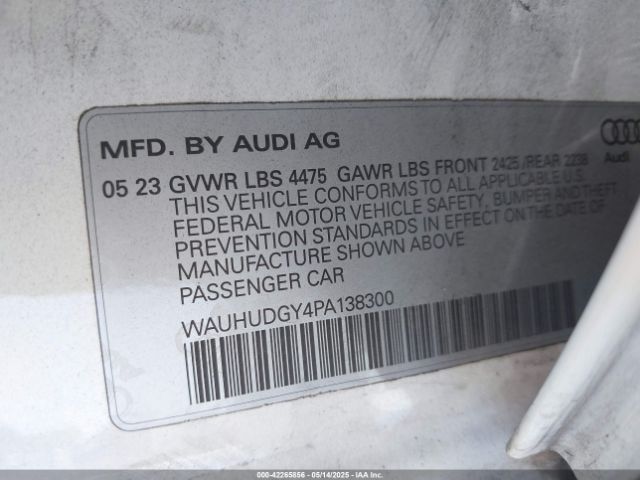 MFD. BY AUDI AG
Audi
05 23 GVWR LBS 4475 GAWR LBS FRONT 2425 /REAR 2238
THIS VEHICLE CONFORMS TO ALL APPLICABLE U.S.
FEDERAL MOTOR VEHICLE SAFETY, BUMPER AND THEFT
PREVENTION STANDARDS IN EFFECT ON THE DATE OF
MANUFACTURE SHOWN ABOVE
PASSENGER CAR
WAUHUDGY4PA138300
000-42265856 - 05/14/2025 - IAA Inc.